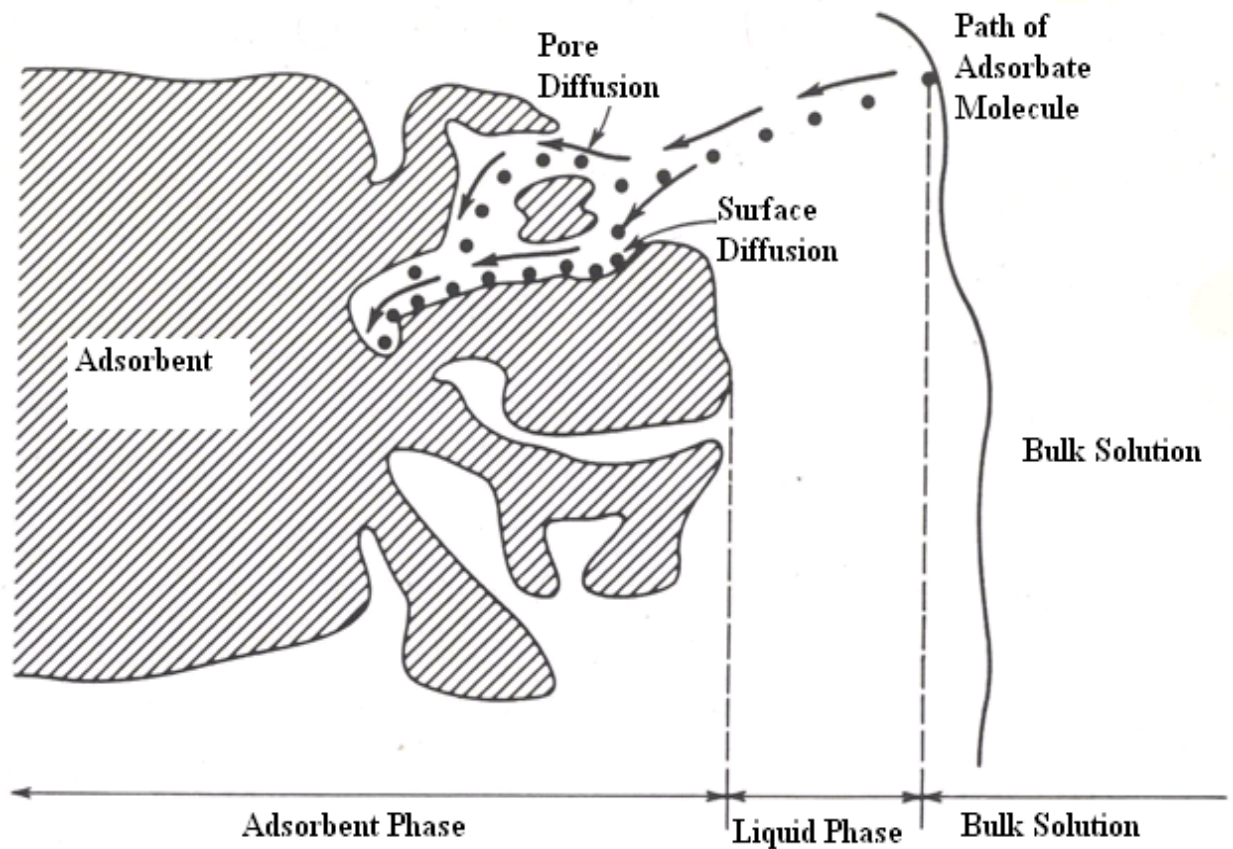 Path of
Adsorbate
Molecule
Pore
Diffusion
Surface
Diffusion
Adsorbent
Bulk Solution
Adsorbent Phase
Liquid Phase
Bulk Solution